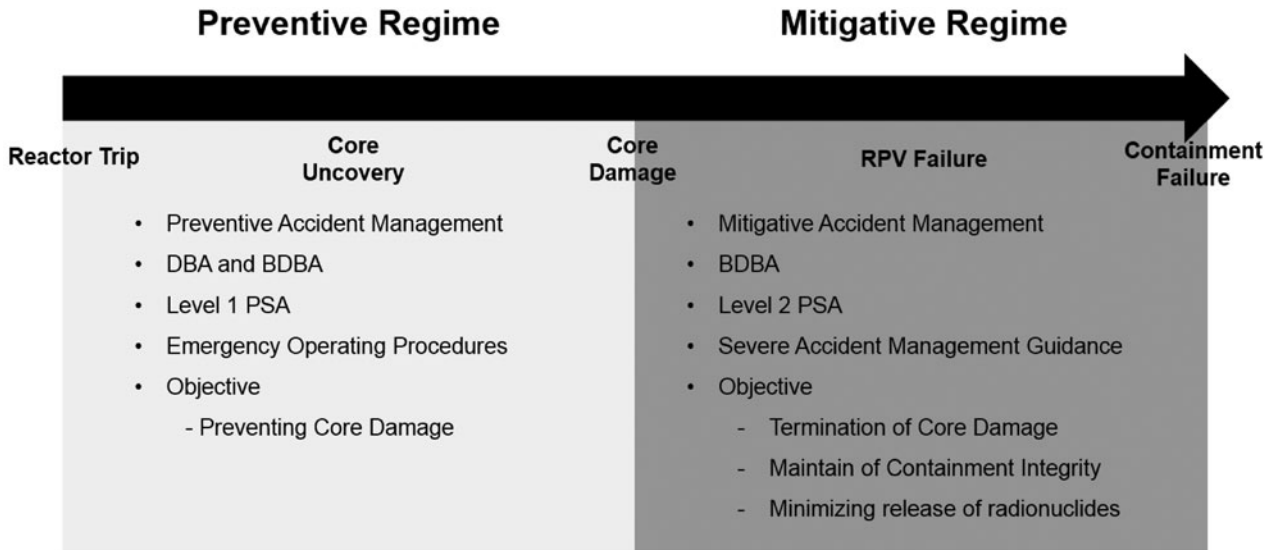 Preventive Regime
Mitigative Regime
Reactor Trip
Core
Uncovery
Core
Damage
RPV Failure
Containment
Failure
• Preventive Accident Management
• DBA and BDBA
• Level 1 PSA
• Emergency Operating Procedures
• Objective
- Preventing Core Damage
• Mitigative Accident Management
• BDBA
• Level 2 PSA
• Severe Accident Management Guidance
• Objective
- Termination of Core Damage
- Maintain of Containment Integrity
- Minimizing release of radionuclides